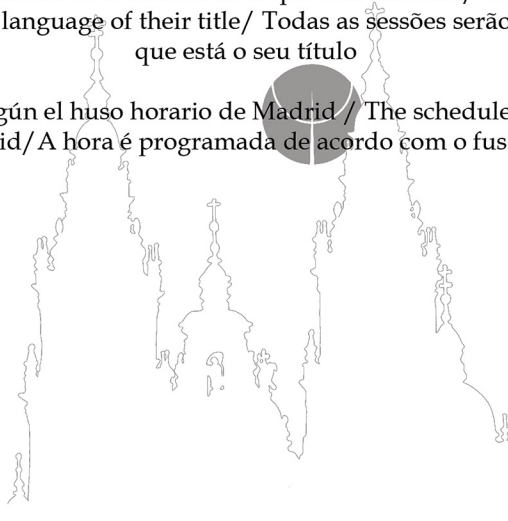 language of their title/ Todas as sessões serão
que está o seu título
gún el huso horario de Madrid / The schedule
id/A hora é programada de acordo com o fus